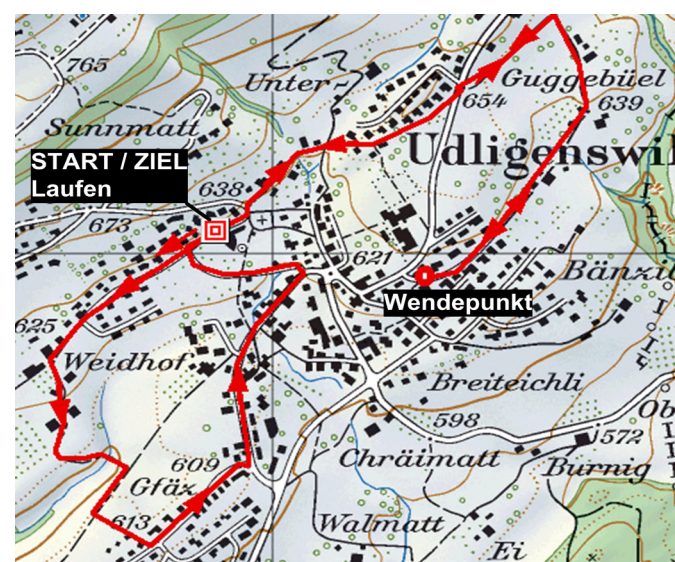 765
Unter-
Guggebüel
654
639
Sunnmatt
Udligenswil
START / ZIEL
Laufen
638
673
621
Bänzil
Wendepunkt
625
Weidhof
Breiteichli
598
Ob
572
609
Chräimatt
Burnig
Gfäz
613
Walmatt
Ei